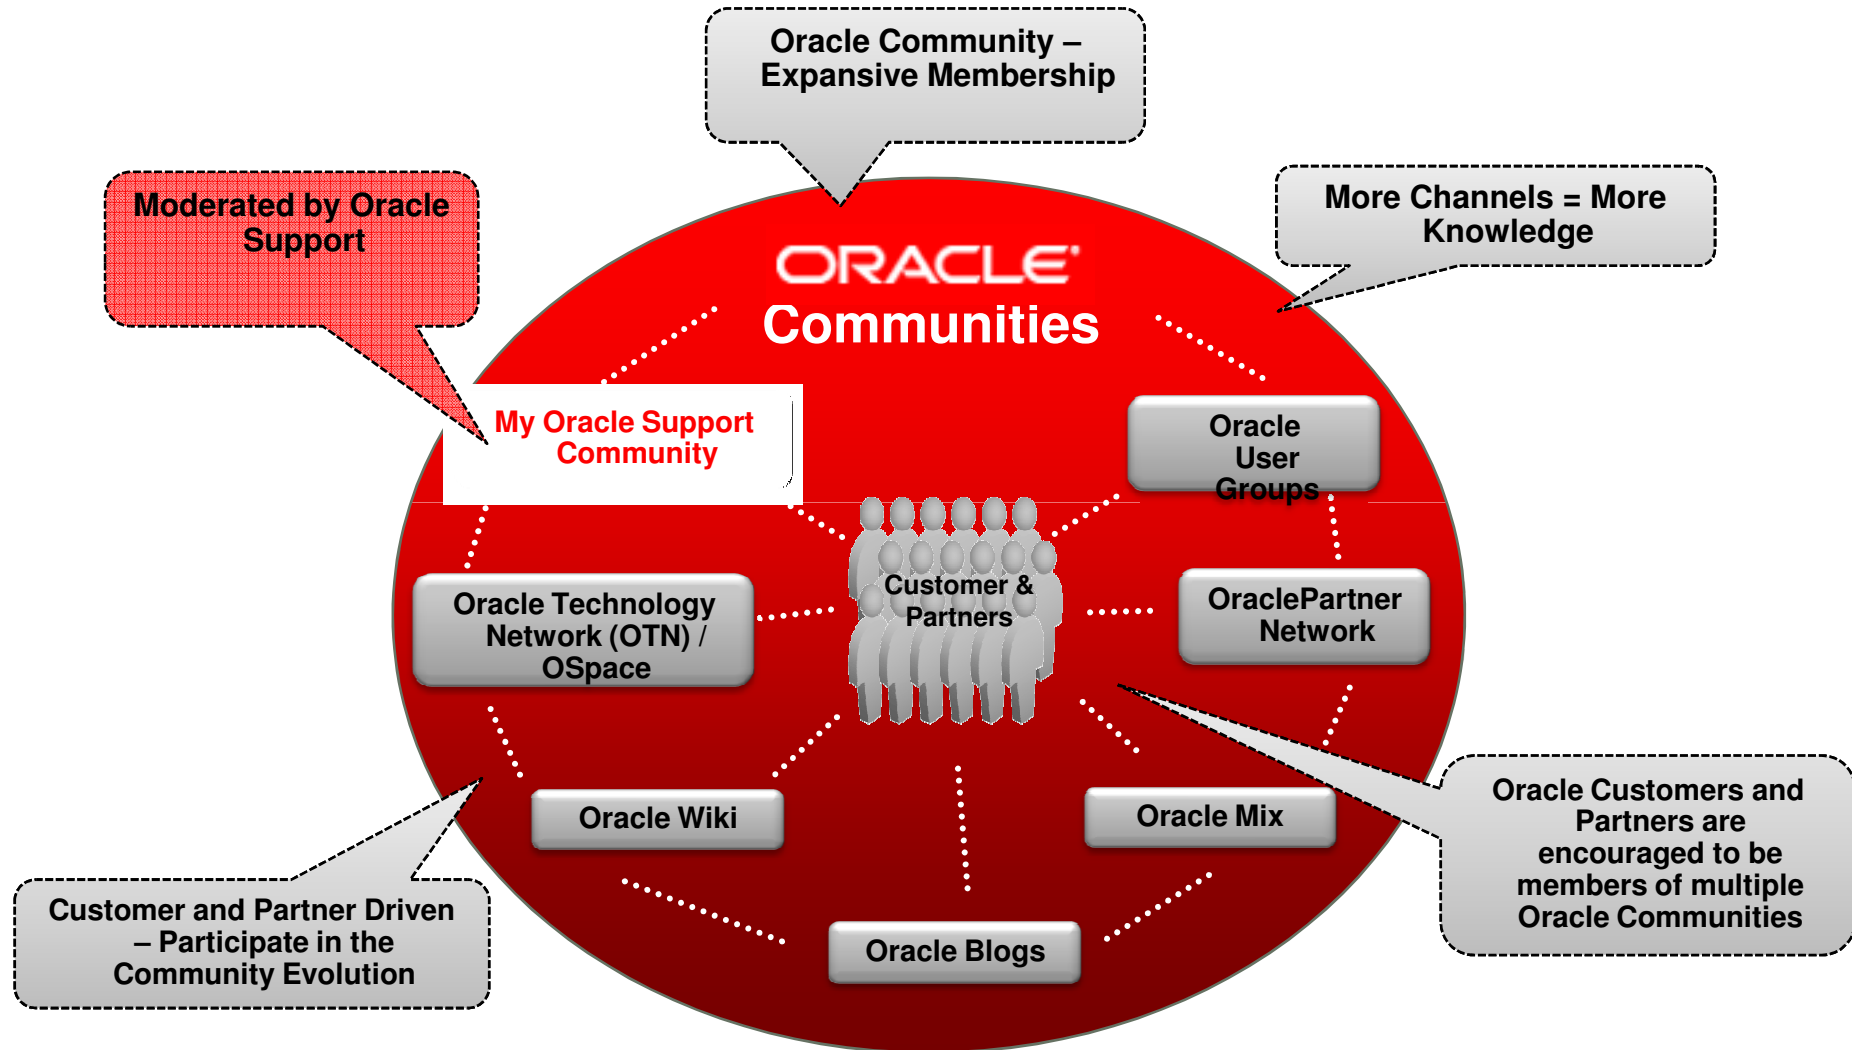 Oracle Community –
Expansive Membership
Moderated by Oracle
Support
More Channels = More
Knowledge
ORACLE
Communities
My Oracle Support
Community
Oracle
User
Groups
Customer &
Partners
Oracle Technology
Network (OTN) /
OSpace
OraclePartner
Network
Oracle Wiki
Oracle Mix
Oracle Customers and
Partners are
encouraged to be
members of multiple
Oracle Communities
Customer and Partner Driven
– Participate in the
Community Evolution
Oracle Blogs